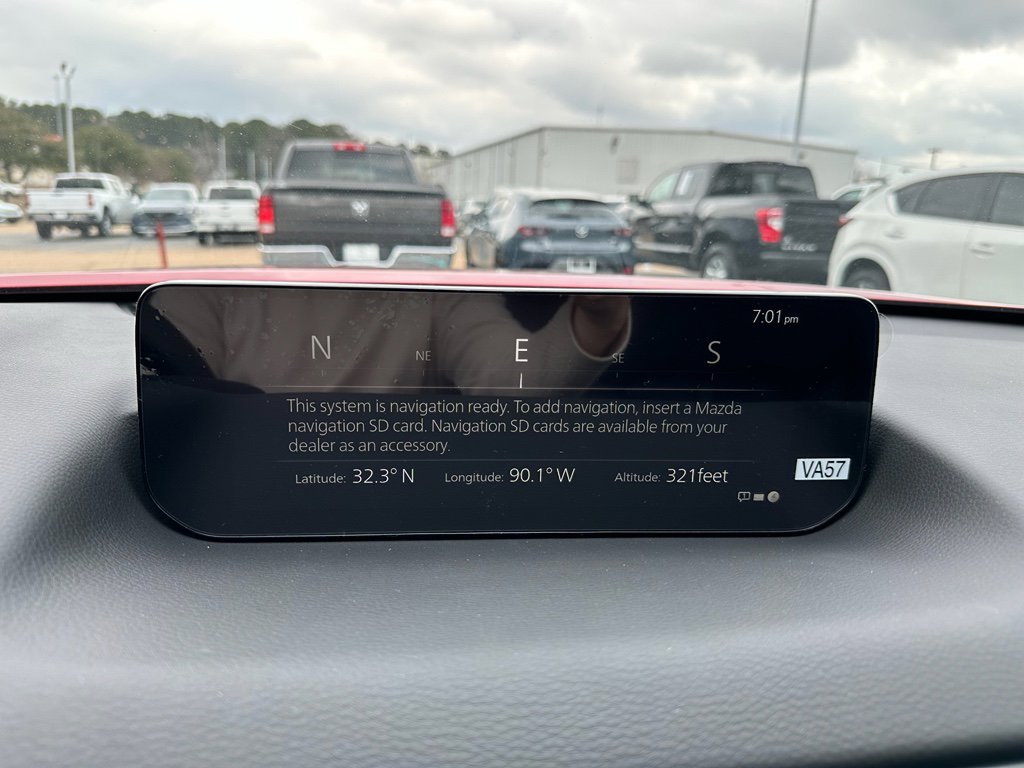 7:01 pm
N NE E SE S
This system is navigation ready. To add navigation, insert a Mazda
navigation SD card. Navigation SD cards are available from your
dealer as an accessory.
Latitude: 32.3° N Longitude: 90.1° W Altitude: 321feet
VA57